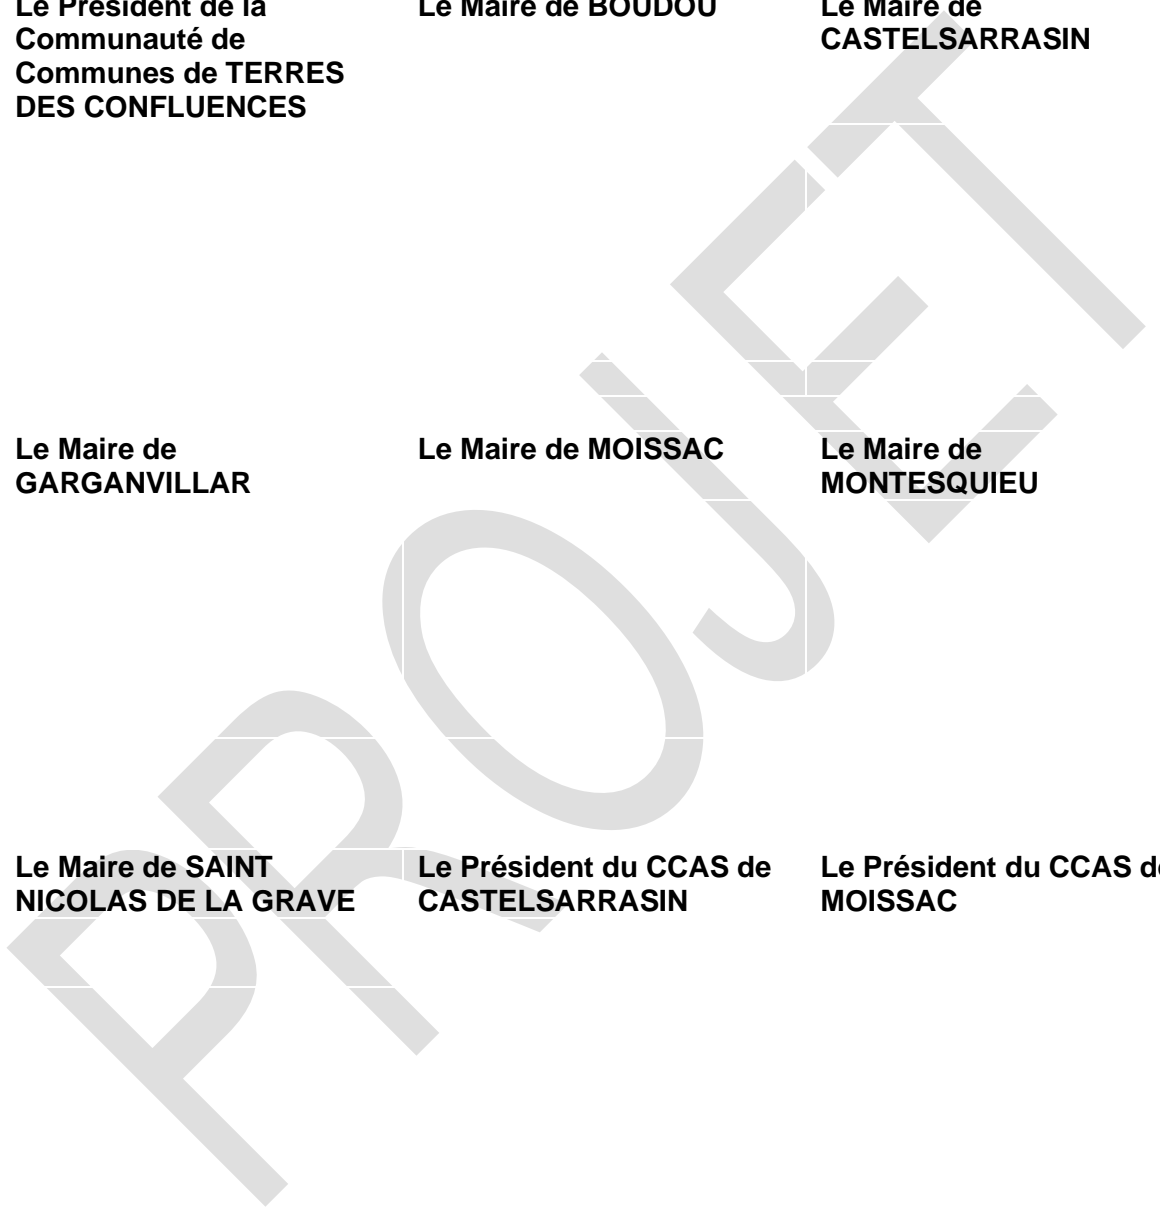 Le Président de la
Communauté de
Communes de TERRES
DES CONFLUENCES
Le Maire de BOUDOU
Le Maire de
CASTELSARRASIN
Le Maire de
GARGANVILLAR
Le Maire de MOISSAC
Le Maire de
MONTESQUIEU
Le Maire de SAINT
NICOLAS DE LA GRAVE
Le Président du CCAS de
CASTELSARRASIN
Le Président du CCAS de
MOISSAC
PROJET